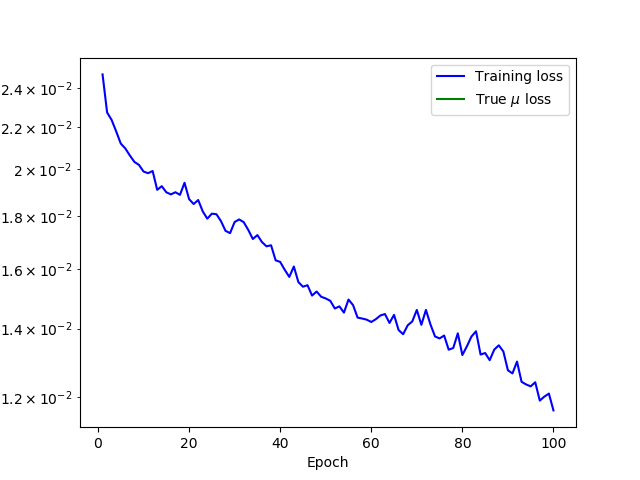 Training loss
True μ loss
2.4 × 10⁻²
2.2 × 10⁻²
2 × 10⁻²
1.8 × 10⁻²
1.6 × 10⁻²
1.4 × 10⁻²
1.2 × 10⁻²
0 20 40 60 80 100
Epoch